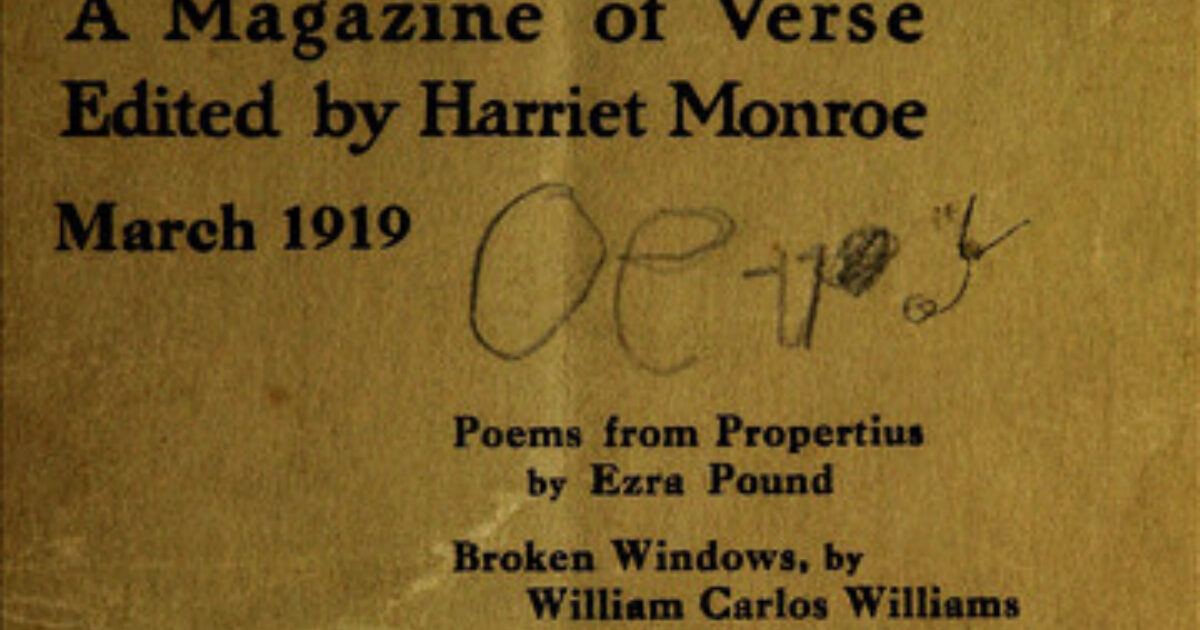 A Magazine of Verse
Edited by Harriet Monroe
March 1919
Poems from Propertius
by Ezra Pound
Broken Windows, by
William Carlos Williams